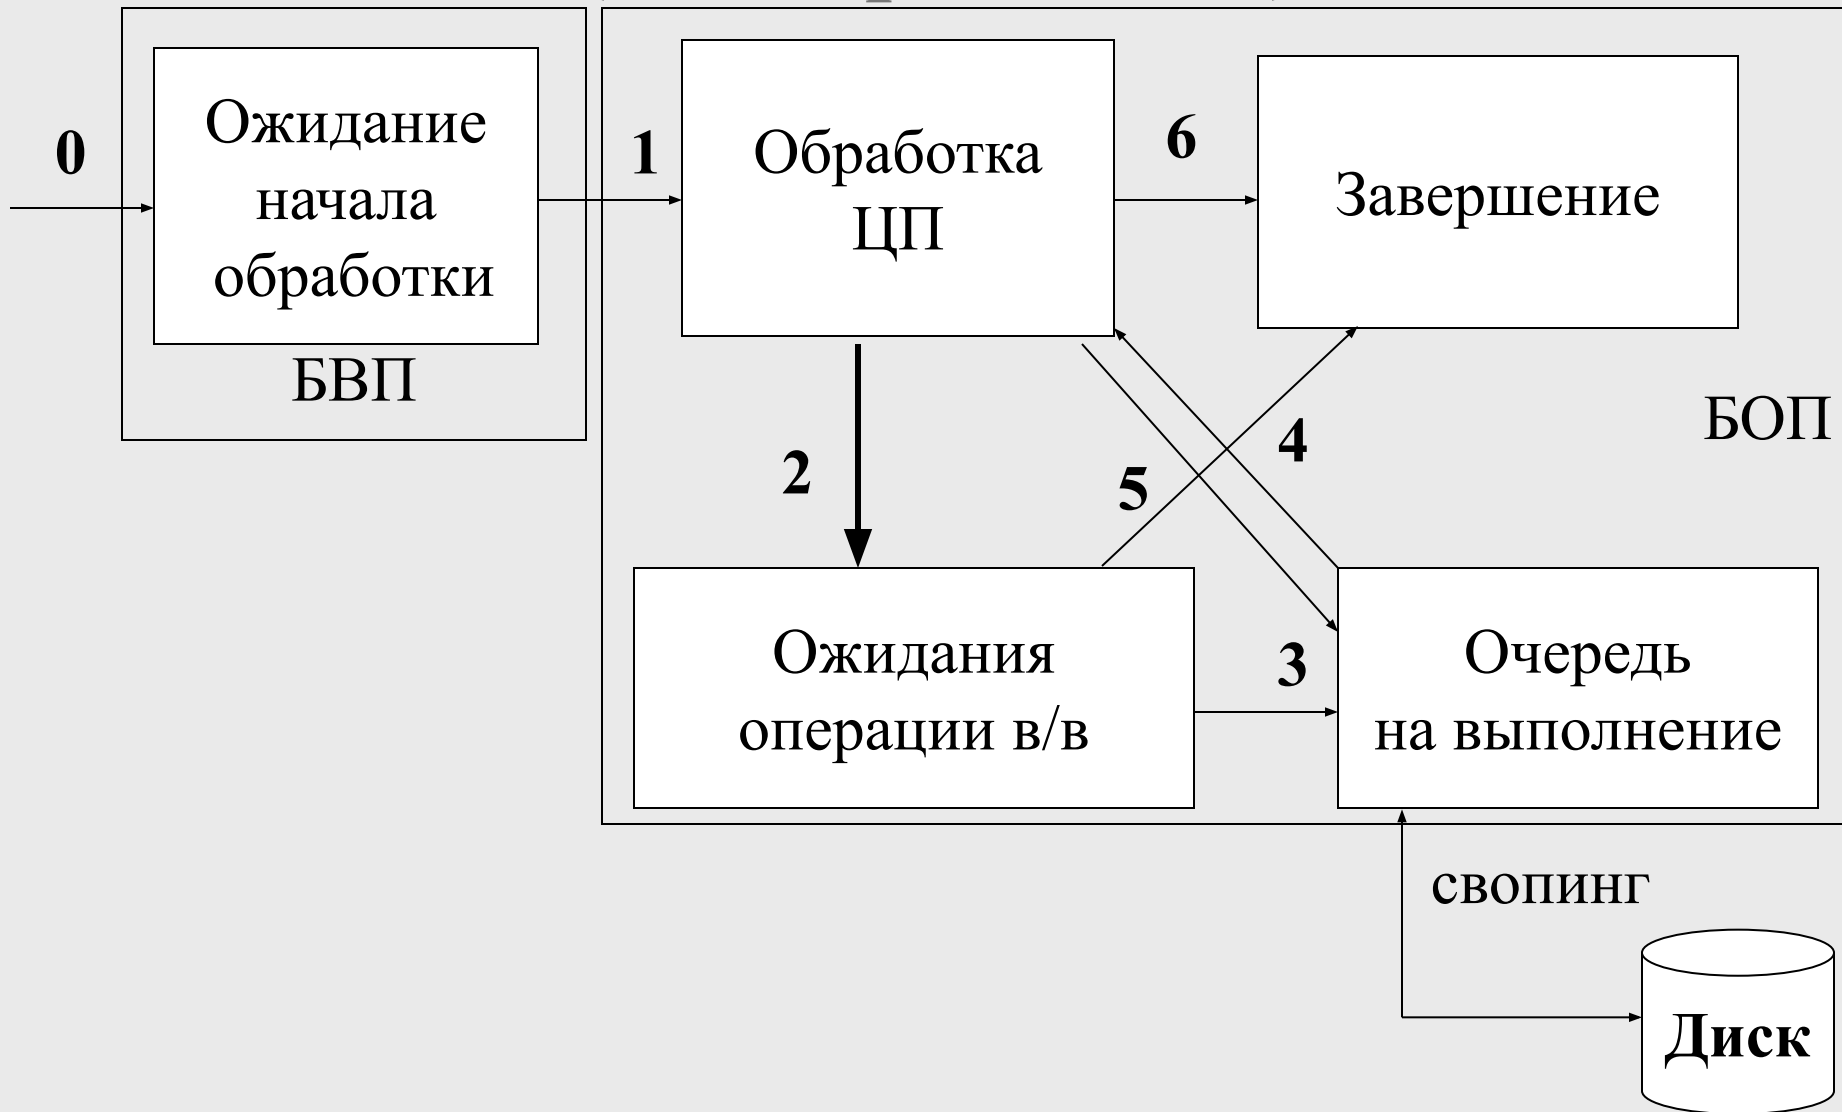 0
Ожидание
начала
обработки
БВП
1
Обработка
ЦП
6
Завершение
БОП
2
5
4
Ожидания
операции в/в
3
Очередь
на выполнение
свопинг
Диск